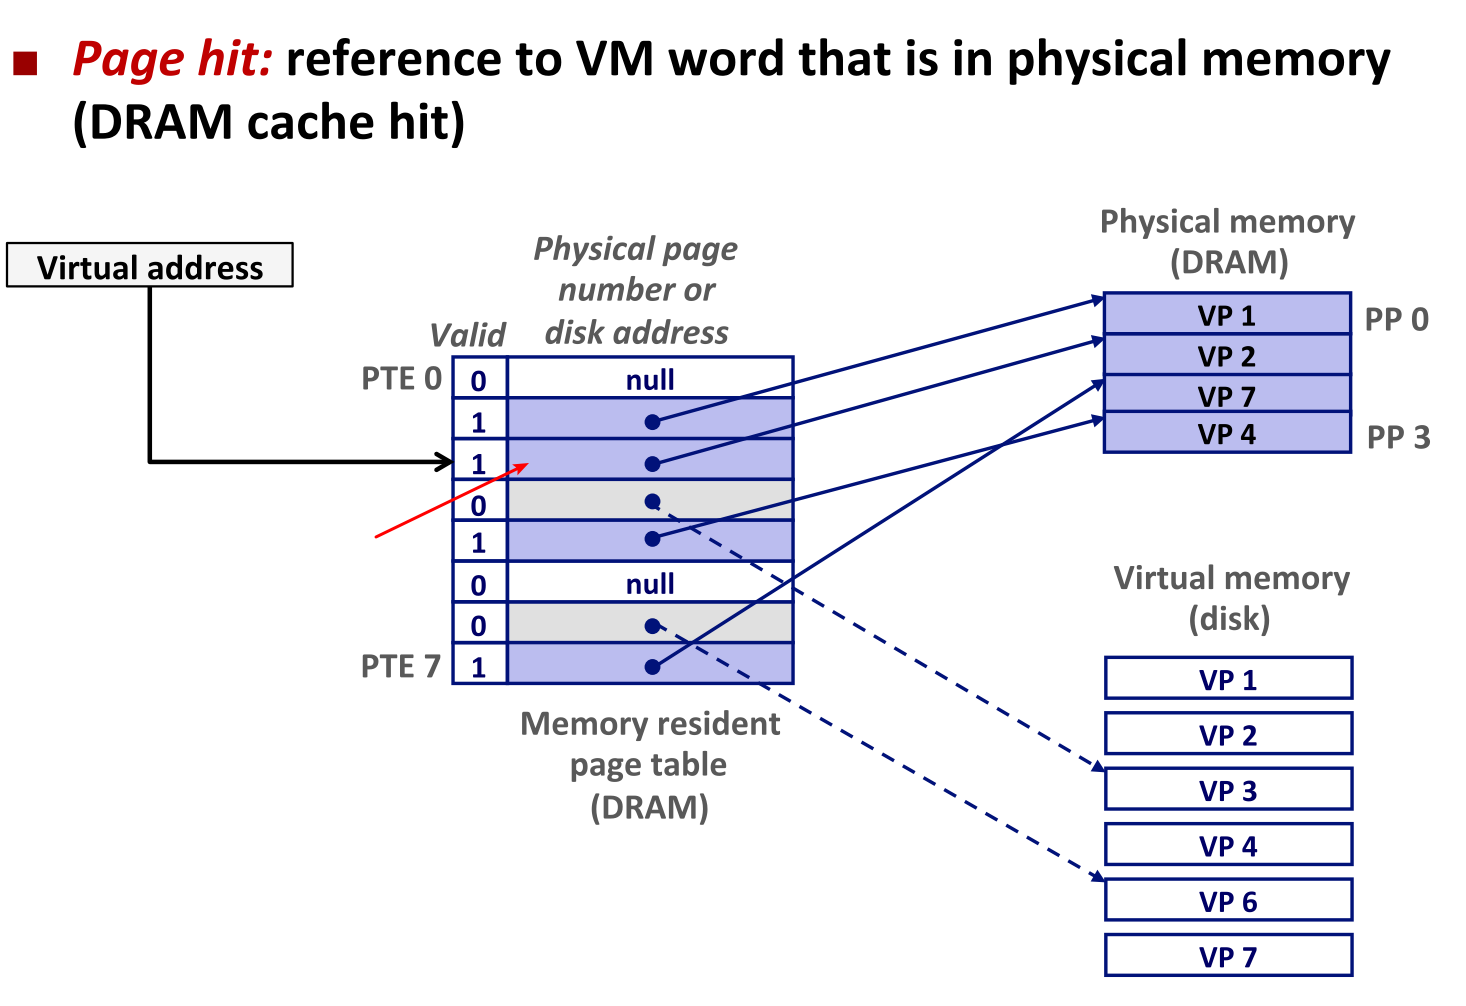 Page hit: reference to VM word that is in physical memory
(DRAM cache hit)
Virtual address
Physical page
number or
disk address
Valid
PTE 0
0
null
1
1
0
1
0
null
0
PTE 7
1
Memory resident
page table
(DRAM)
Physical memory
(DRAM)
VP 1
PP 0
VP 2
VP 7
VP 4
PP 3
Virtual memory
(disk)
VP 1
VP 2
VP 3
VP 4
VP 6
VP 7